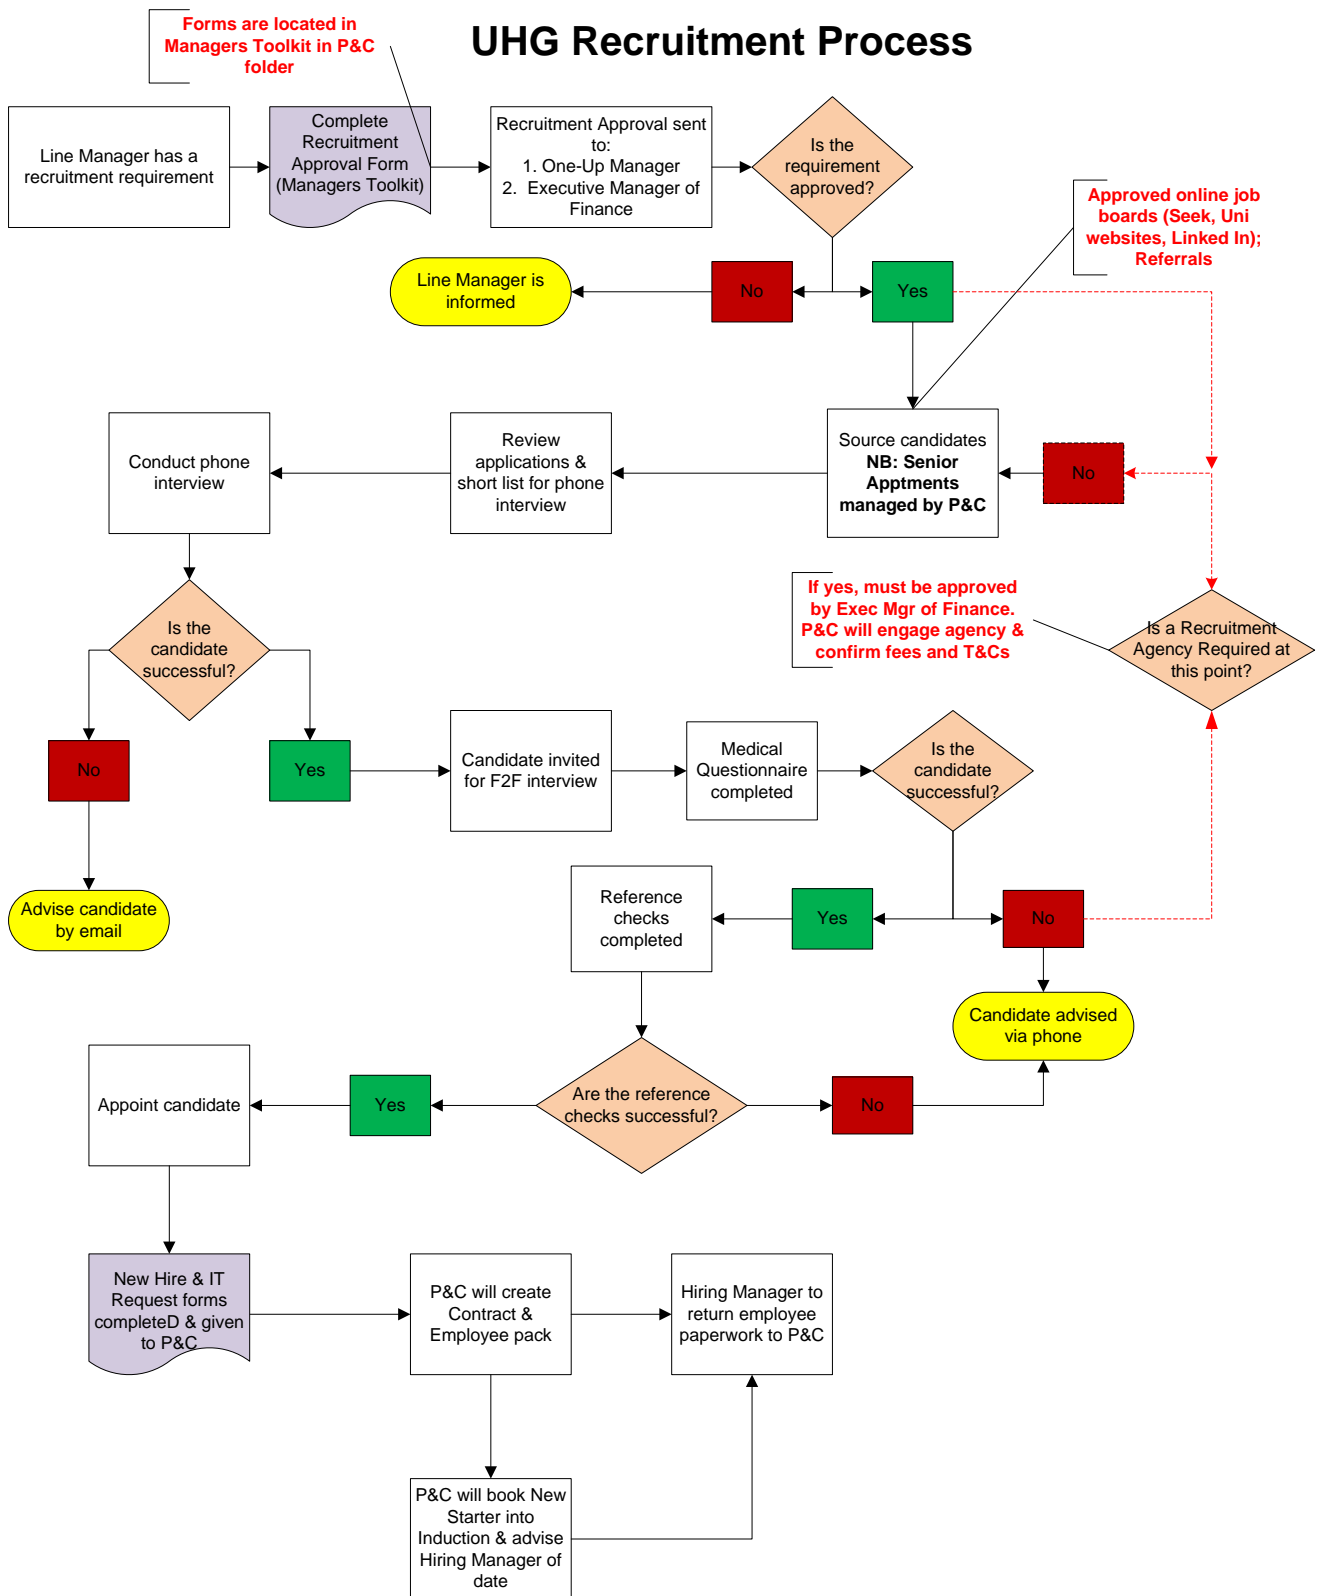 Forms are located in
Managers Toolkit in P&C
folder
UHG Recruitment Process
Line Manager has a
recruitment requirement
Complete
Recruitment
Approval Form
(Managers Toolkit)
Recruitment Approval sent
to:
1. One-Up Manager
2. Executive Manager of
Finance
Is the
requirement
approved?
Approved online job
boards (Seek, Uni
websites, Linked In);
Referrals
Line Manager is
informed
No
Yes
Conduct phone
interview
Review
applications &
short list for phone
interview
Source candidates
NB: Senior
Apptments
managed by P&C
No
If yes, must be approved
by Exec Mgr of Finance.
P&C will engage agency &
confirm fees and T&Cs
Is a Recruitment
Agency Required at
this point?
Is the
candidate
successful?
No
Yes
Candidate invited
for F2F interview
Medical
Questionnaire
completed
Is the
candidate
successful?
Advise candidate
by email
Reference
checks
completed
Yes
No
Candidate advised
via phone
Appoint candidate
Yes
Are the reference
checks successful?
No
New Hire & IT
Request forms
completeD & given
to P&C
P&C will create
Contract &
Employee pack
Hiring Manager to
return employee
paperwork to P&C
P&C will book New
Starter into
Induction & advise
Hiring Manager of
date